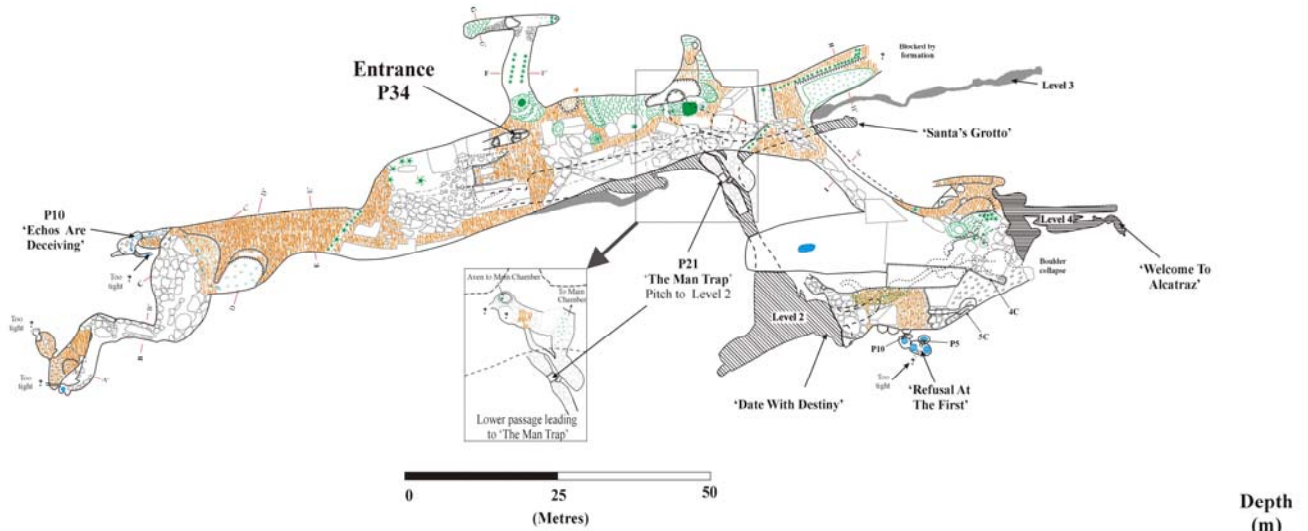 Entrance
P34
Blocked by
formation
?
Level 3
‘Santa's Grotto’
P10
‘Echos Are
Deceiving’
Too
tight
?
P21
‘The Man Trap’
Pitch to Level 2
Level 4
‘Welcome To
Alcatraz’
Boulder
collapse
Aven to Main Chamber
To Main
Chamber
? ?
Lower passage leading
to ‘The Man Trap’
Level 2
4C
5C
P10
P5
Too
tight
?
‘Refusal At
The First’
‘Date With Destiny’
Too
tight
?
Too
tight
?
0
25
50
(Metres)
Depth
(m)